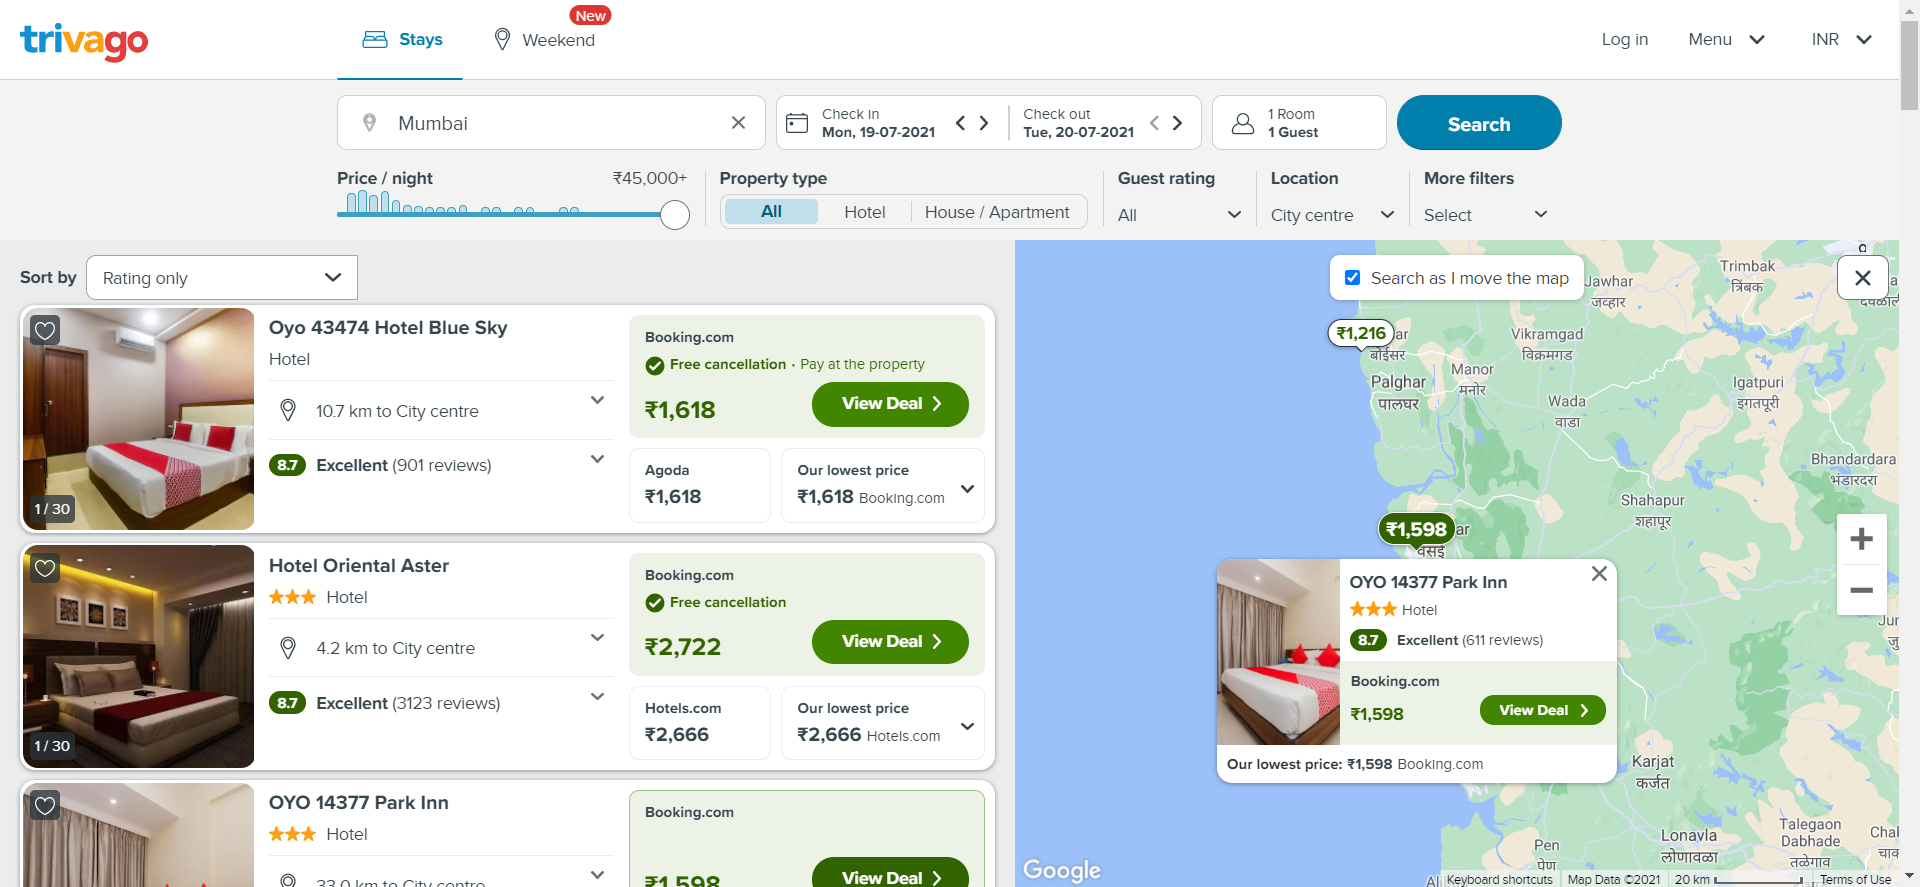 trivago
Stays
Weekend
New
Log in
Menu
INR
Mumbai
Check in
Mon, 19-07-2021
Check out
Tue, 20-07-2021
1 Room
1 Guest
Search
Price / night
₹45,000+
Property type
All
Hotel
House / Apartment
Guest rating
All
Location
City centre
More filters
Select
Sort by
Rating only
Oyo 43474 Hotel Blue Sky
Hotel
10.7 km to City centre
8.7 Excellent (901 reviews)
1 / 30
Booking.com
Free cancellation · Pay at the property
₹1,618
View Deal
Agoda
₹1,618
Our lowest price
₹1,618 Booking.com
Hotel Oriental Aster
Hotel
4.2 km to City centre
8.7 Excellent (3123 reviews)
1 / 30
Booking.com
Free cancellation
₹2,722
View Deal
Hotels.com
₹2,666
Our lowest price
₹2,666 Hotels.com
OYO 14377 Park Inn
Hotel
33.0 km to City centre
Booking.com
₹1,598
View Deal
Search as I move the map
Trimbak
त्रिंबक
Jawhar
जव्हार
₹1,216
बोईसर
Vikramgad
विक्रमगड
Manor
मनोर
Palghar
पालघर
Igatpuri
इगतपूरी
Wada
वाडा
Bhandardara
भंडारदरा
Shahapur
शहापूर
₹1,598
वसई
OYO 14377 Park Inn
Hotel
8.7 Excellent (611 reviews)
Booking.com
₹1,598
View Deal
Our lowest price: ₹1,598 Booking.com
Karjat
कर्जत
Lonavla
लोणावळा
Talegaon
Dabhade
तळेगाव
Pen
पेण
Google
Keyboard shortcuts
Map Data ©2021
20 km
Terms of Use